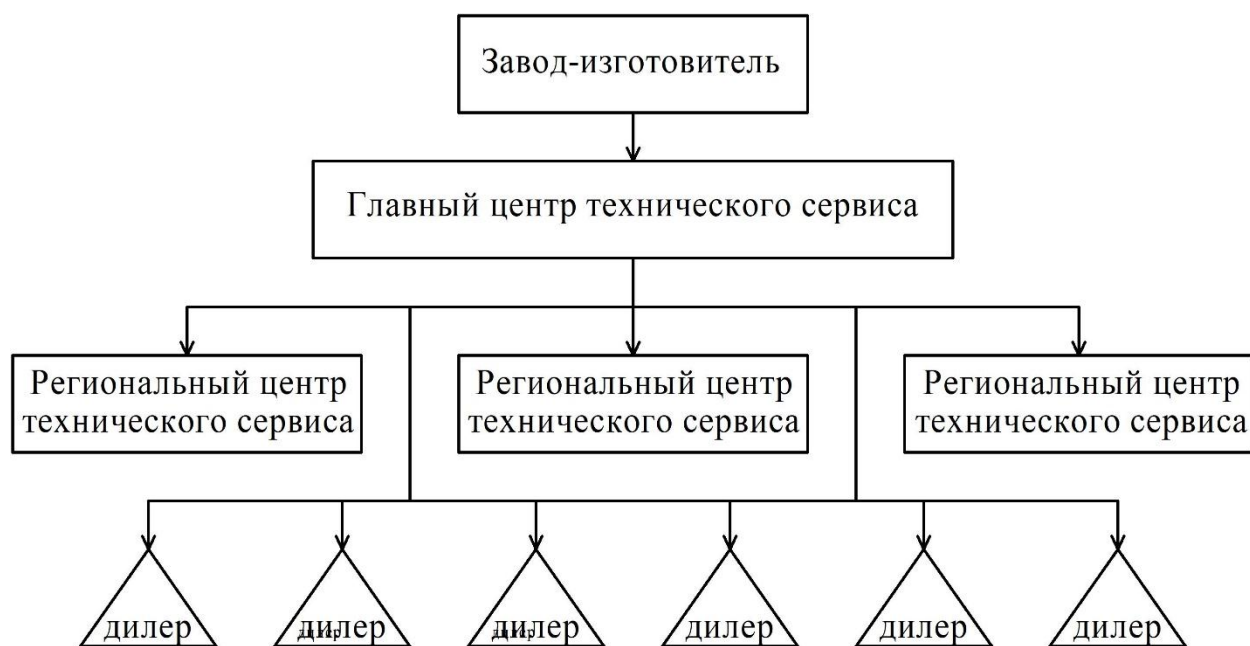 Завод-изготовитель
Главный центр технического сервиса
Региональный центр
технического сервиса
Региональный центр
технического сервиса
Региональный центр
технического сервиса
дилер
дилер
дилер
дилер
дилер
дилер